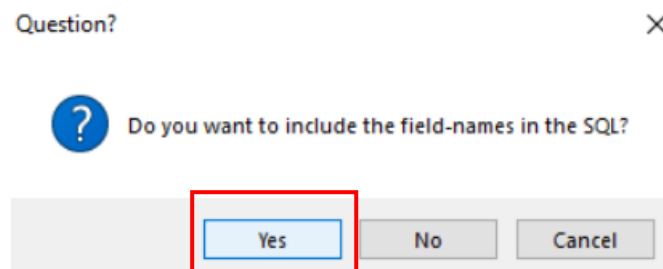 Question?
Do you want to include the field-names in the SQL?
Yes No Cancel